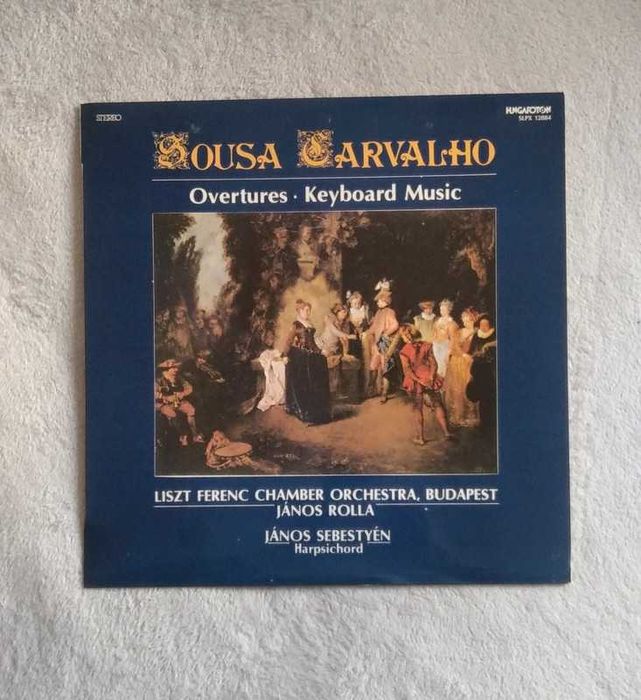 STEREO
HUNGAROTON
SLPX 12884
SOUSA CARVALHO
Overtures · Keyboard Music
LISZT FERENC CHAMBER ORCHESTRA, BUDAPEST
JÁNOS ROLLA
JÁNOS SEBESTYÉN
Harpsichord